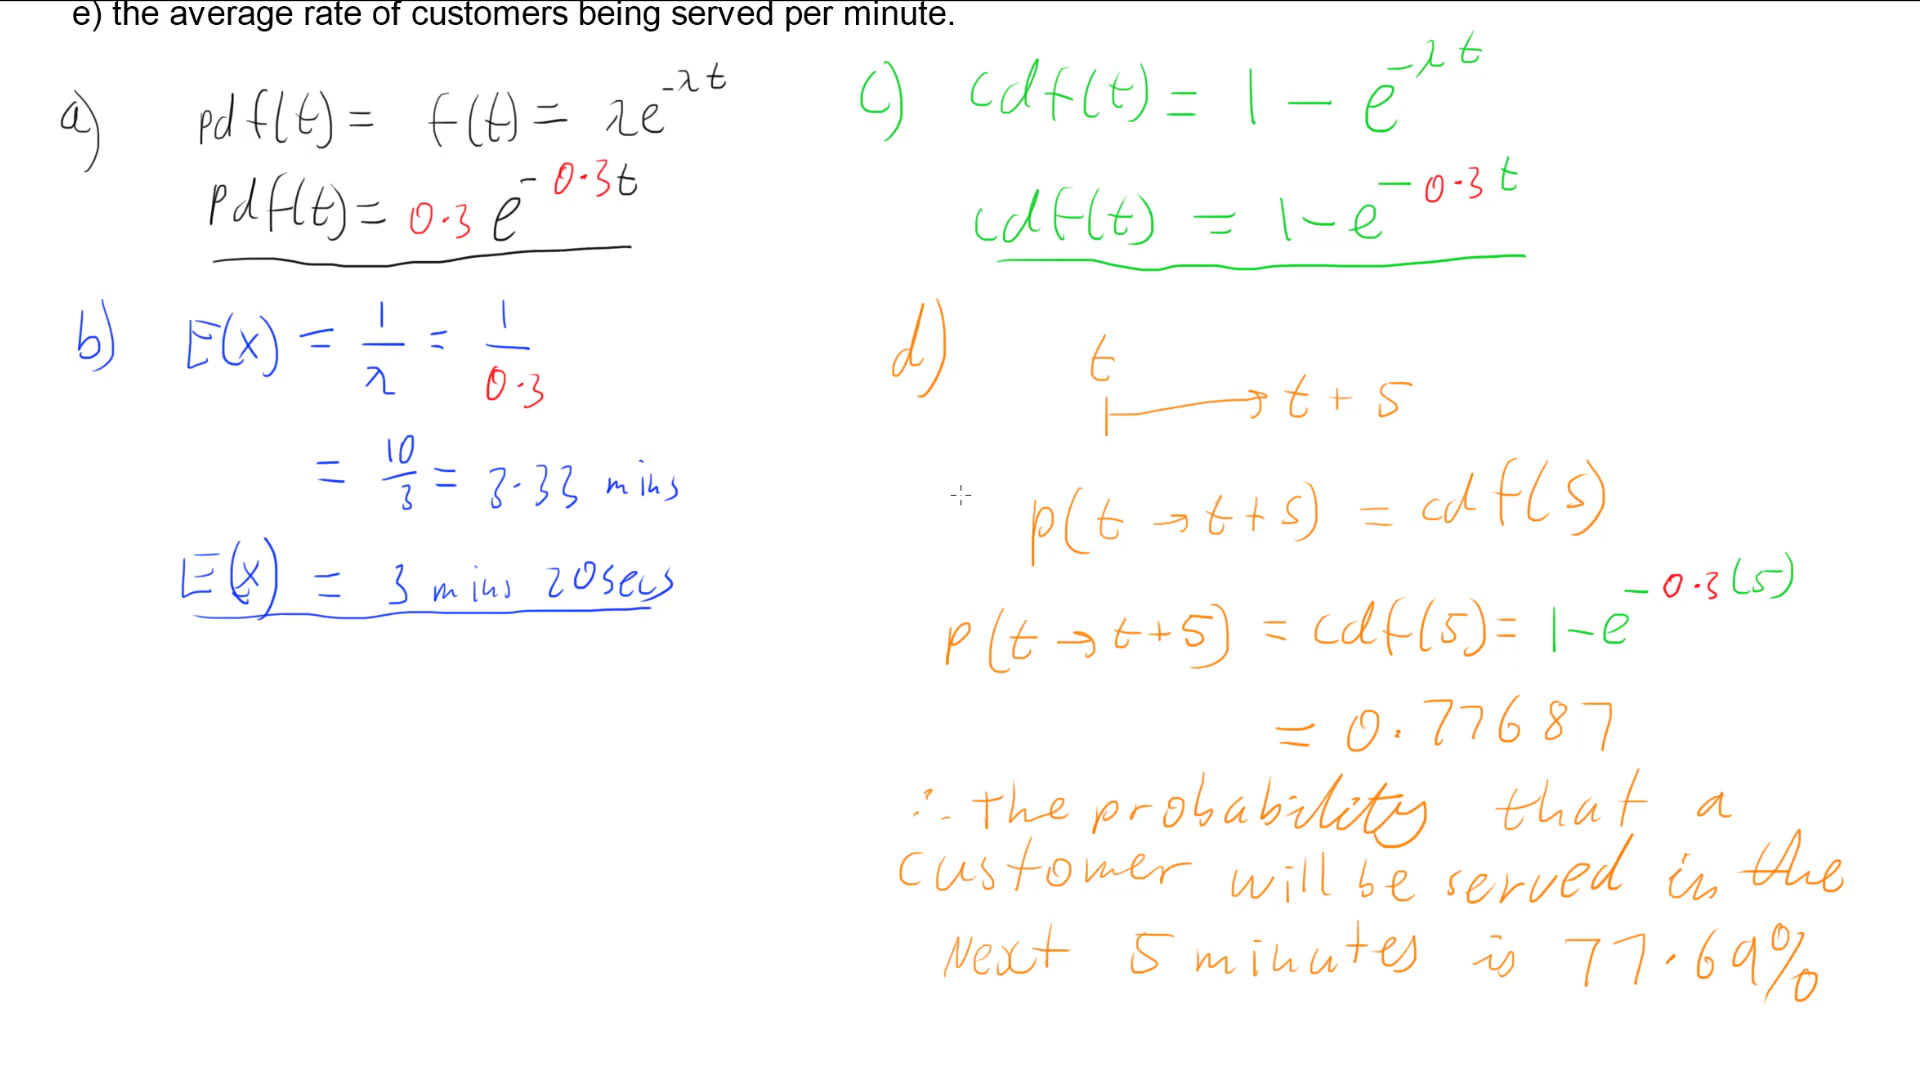 e) the average rate of customers being served per minute.
a) pdf(t) = f(t) = λe^-λt
pdf(t) = 0.3 e^-0.3t
b) E(x) = 1/λ = 1/0.3
= 10/3 = 3.33 mins
E(x) = 3 mins 20secs
c) cdf(t) = 1 - e^-λt
cdf(t) = 1-e^-0.3t
d) t
t + 5
p(t → t+5) = cdf(5)
P(t → t+5) = cdf(5) = 1-e^-0.3(5)
= 0.77687
∴ the probability that a
customer will be served in the
Next 5 minutes is 77.69%